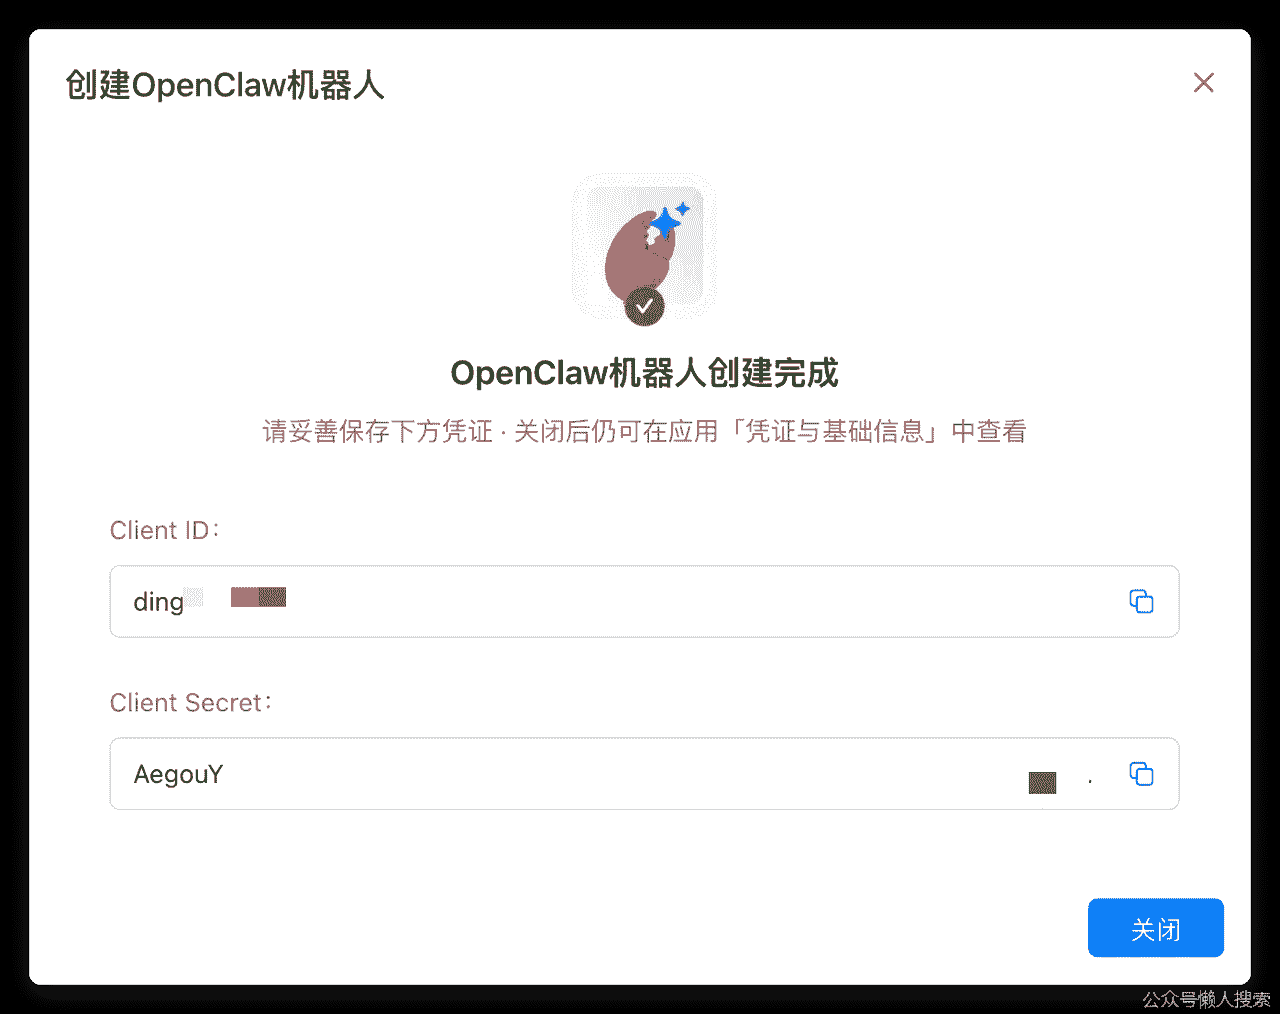 创建OpenClaw机器人
OpenClaw机器人创建完成
请妥善保存下方凭证 · 关闭后仍可在应用「凭证与基础信息」中查看
Client ID：
ding
Client Secret：
AegouY
关闭
公众号懒人搜索